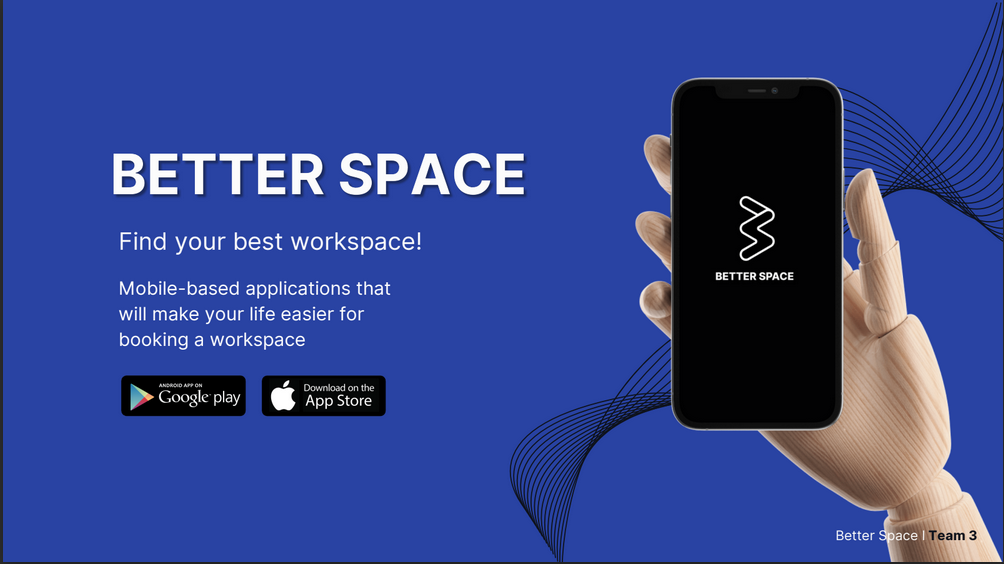 BETTER SPACE
Find your best workspace!
Mobile-based applications that
will make your life easier for
booking a workspace
ANDROID APP ON
Google play
Download on the
App Store
BETTER SPACE
Better Space | Team 3